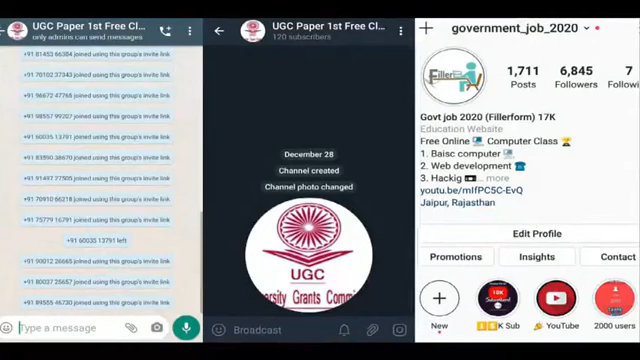 UGC Paper 1st Free Cl...
only admins can send messages
+91 81453 66384 joined using this group's invite link
+91 70102 37343 joined using this group's invite link
+91 96672 47768 joined using this group's invite link
+91 98557 99207 joined using this group's invite link
+91 60035 13791 joined using this group's invite link
+91 83590 38670 joined using this group's invite link
+91 91497 77505 joined using this group's invite link
+91 70910 66218 joined using this group's invite link
+91 75779 16791 joined using this group's invite link
+91 60035 13791 left
+91 90012 26665 joined using this group's invite link
+91 80037 25657 joined using this group's invite link
+91 89555 46730 joined using this group's invite link
Type a message
UGC Paper 1st Free Cl...
120 subscribers
December 28
Channel created
Channel photo changed
UGC
ersity Grants Commi
Broadcast
government_job_2020
Filler
1,711 6,845 7
Posts Followers Followi
Govt job 2020 (Fillerform) 17K
Education Website
Free Online Computer Class
1. Baisc computer
2. Web development
3. Hackig ... more
youtu.be/mIfPC5C-EvQ
Jaipur, Rajasthan
Edit Profile
Promotions Insights Contact
10K
New K Sub YouTube 2000 users